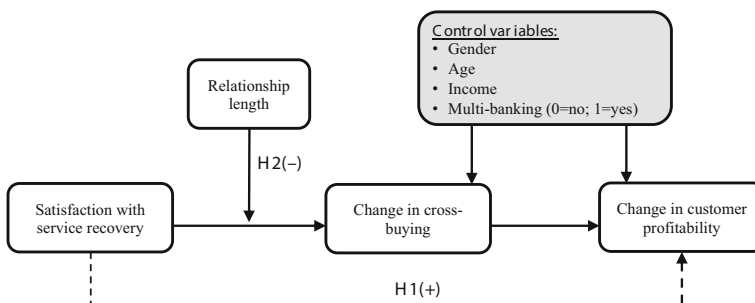 Control variables:
• Gender
• Age
• Income
• Multi-banking (0=no; 1=yes)
Relationship
length
H2(–)
Satisfaction with
service recovery
Change in cross-
buying
Change in customer
profitability
H1(+)